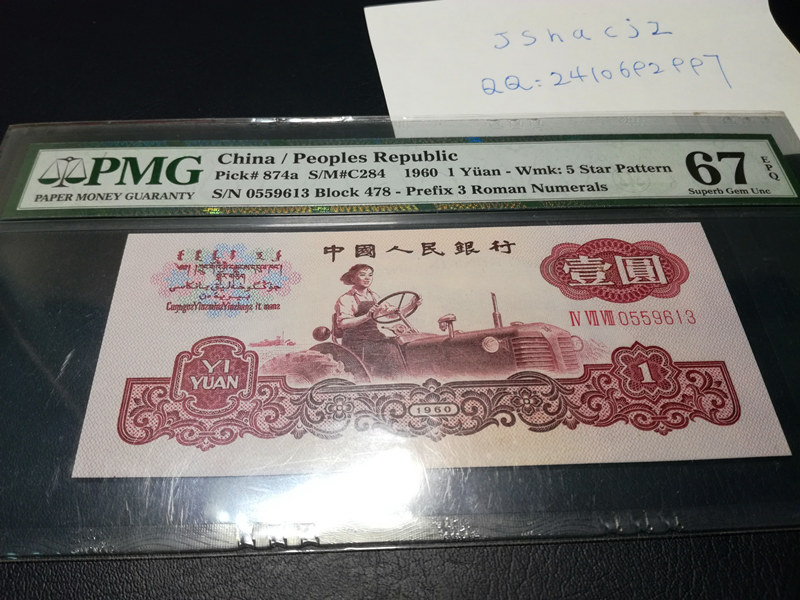 Jshacjz
QQ:2410692997
PMG
PAPER MONEY GUARANTY
China / Peoples Republic
Pick# 874a S/M#C284 1960 1 Yüan - Wmk: 5 Star Pattern
S/N 0559613 Block 478 - Prefix 3 Roman Numerals
67 EPQ
Superb Gem Unc
中國人民銀行
壹圓
IV VII VIII 0559613
YI
YUAN
1
1960